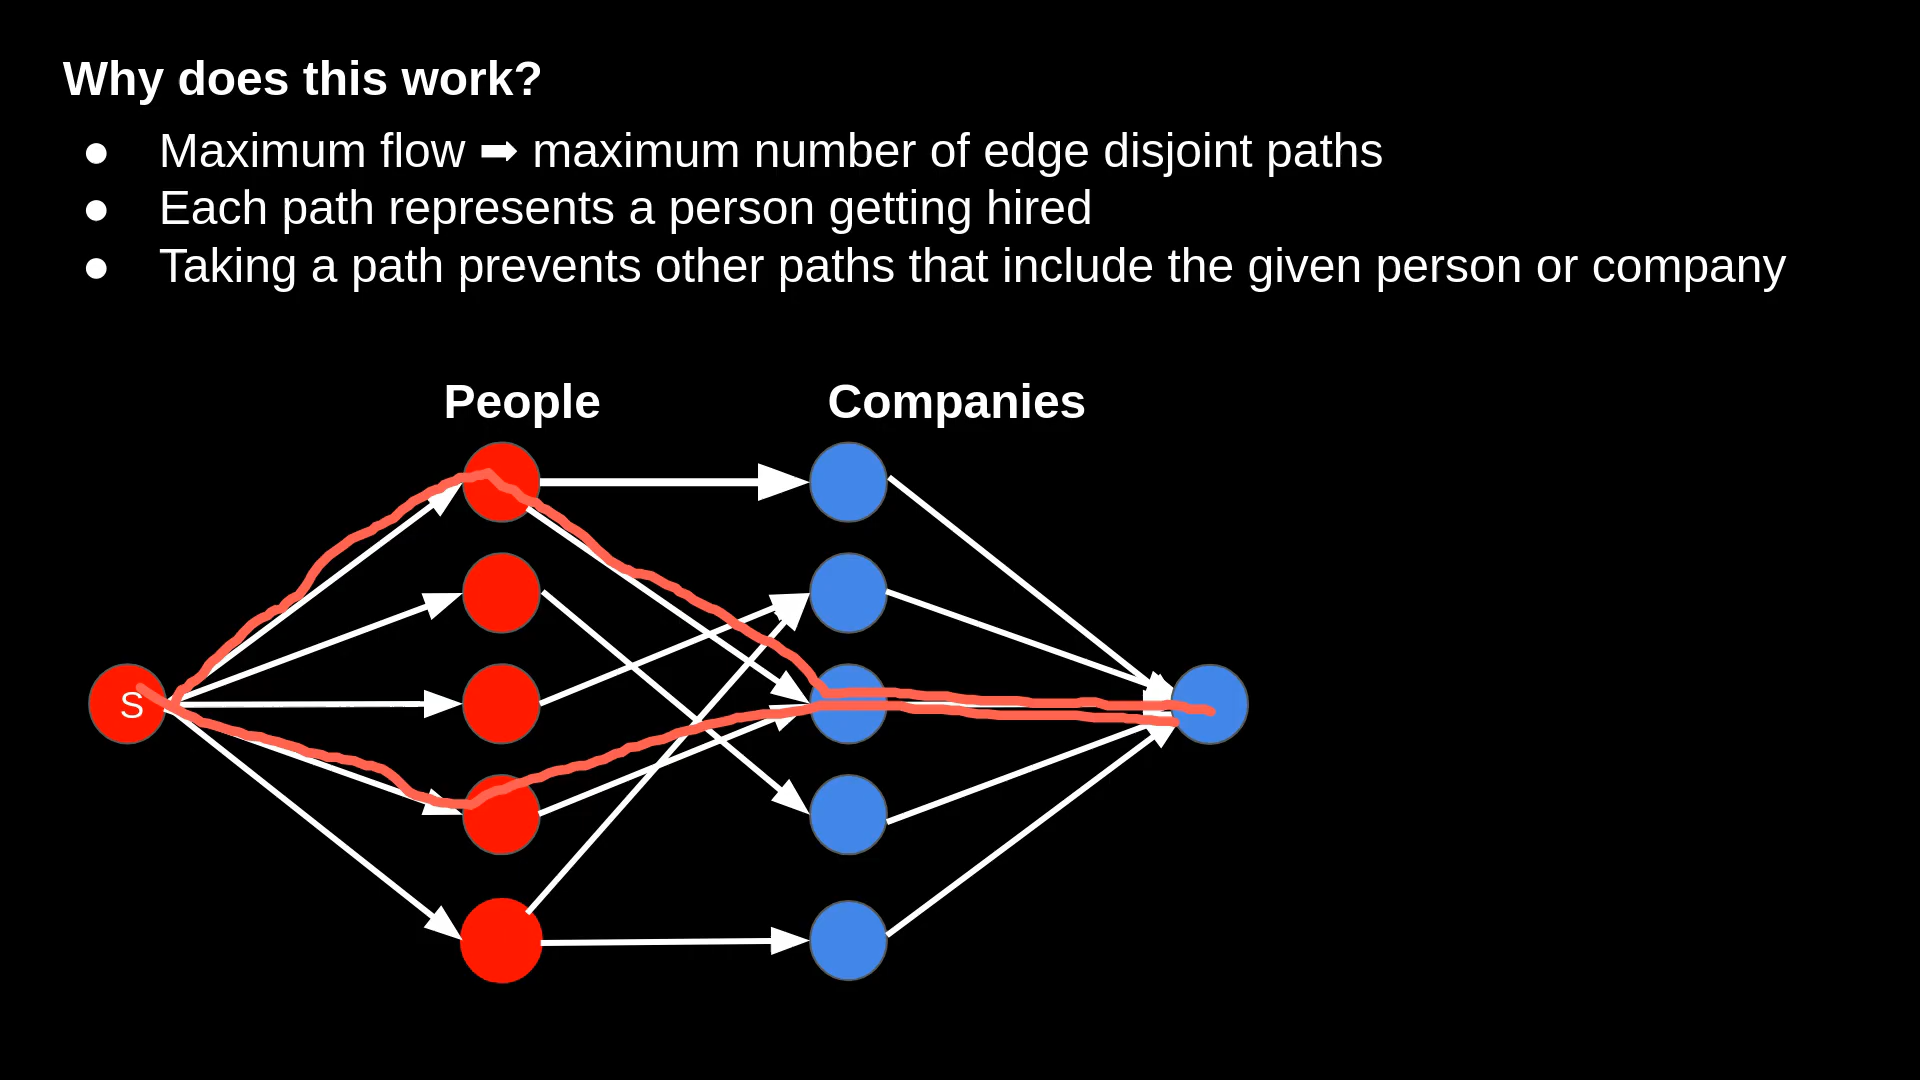 Why does this work?
● Maximum flow ➡ maximum number of edge disjoint paths
● Each path represents a person getting hired
● Taking a path prevents other paths that include the given person or company
People Companies
S